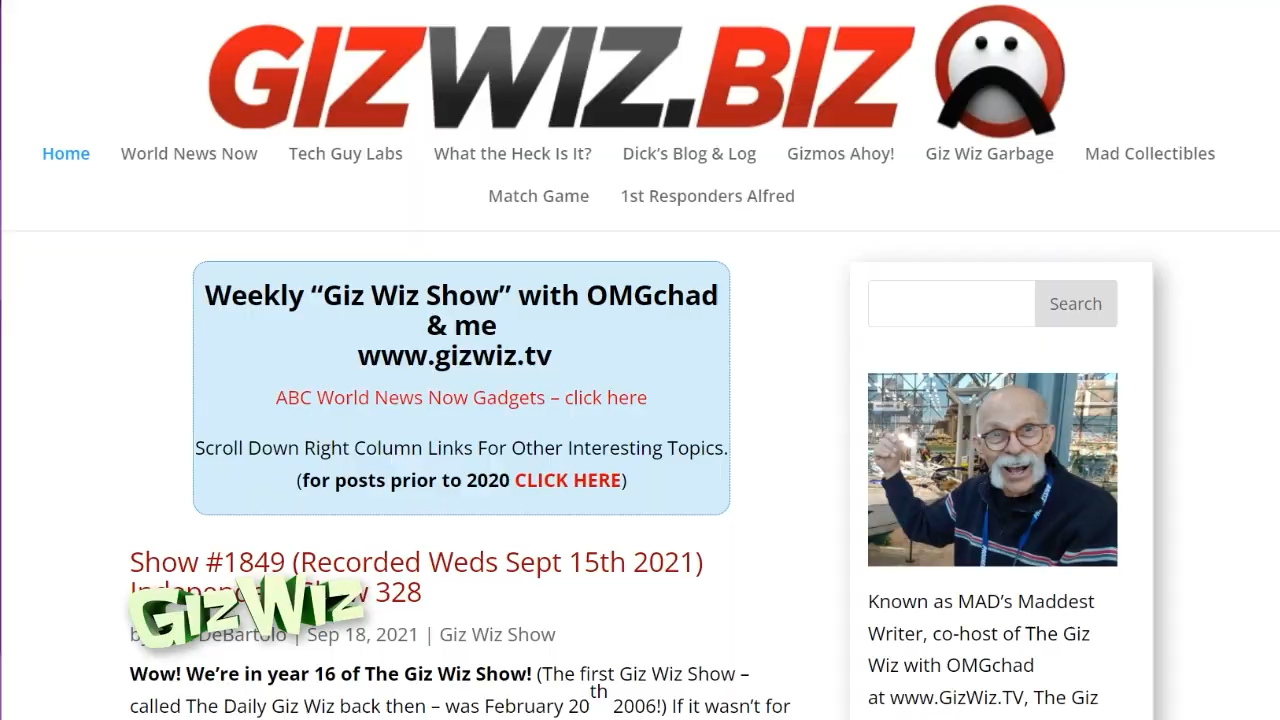 GIZWIZ.BIZ
Home World News Now Tech Guy Labs What the Heck Is It? Dick's Blog & Log Gizmos Ahoy! Giz Wiz Garbage Mad Collectibles
Match Game 1st Responders Alfred
Weekly “Giz Wiz Show” with OMGchad
& me
www.gizwiz.tv
ABC World News Now Gadgets – click here
Scroll Down Right Column Links For Other Interesting Topics.
(for posts prior to 2020 CLICK HERE)
Search
Show #1849 (Recorded Weds Sept 15th 2021)
328
GIZWIZ
DeBartolo | Sep 18, 2021 | Giz Wiz Show
Wow! We’re in year 16 of The Giz Wiz Show! (The first Giz Wiz Show –
called The Daily Giz Wiz back then – was February 20th 2006!) If it wasn’t for
Known as MAD’s Maddest
Writer, co-host of The Giz
Wiz with OMGchad
at www.GizWiz.TV, The Giz